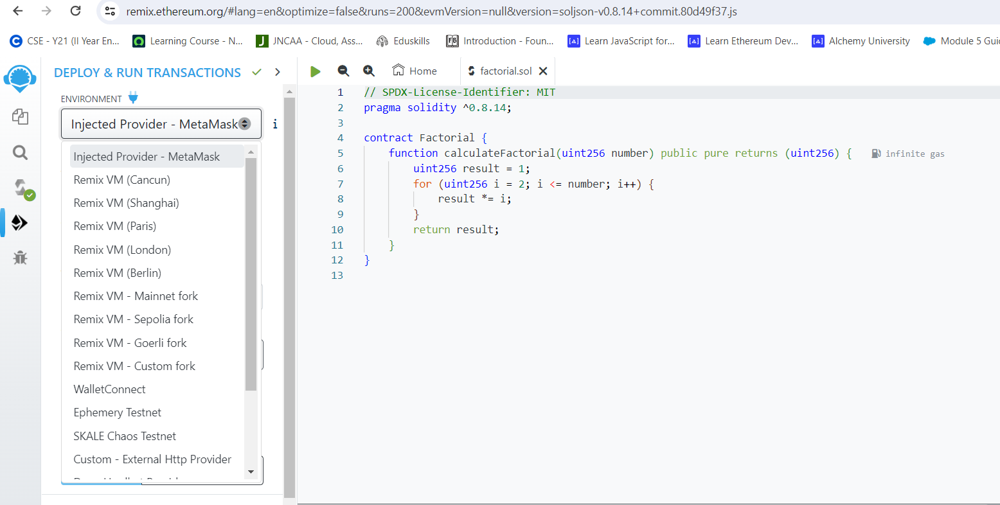 remix.ethereum.org/#lang=en&optimize=false&runs=200&evmVersion=null&version=soljson-v0.8.14+commit.80d49f37.js
CSE - Y21 (II Year En... Learning Course - N... JNCAA - Cloud, Ass... Eduskills Introduction - Foun... Learn JavaScript for... Learn Ethereum Dev... Alchemy University Module 5 Guid
DEPLOY & RUN TRANSACTIONS
ENVIRONMENT
Injected Provider - MetaMask
i
Injected Provider - MetaMask
Remix VM (Cancun)
Remix VM (Shanghai)
Remix VM (Paris)
Remix VM (London)
Remix VM (Berlin)
Remix VM - Mainnet fork
Remix VM - Sepolia fork
Remix VM - Goerli fork
Remix VM - Custom fork
WalletConnect
Ephemery Testnet
SKALE Chaos Testnet
Custom - External Http Provider
Home factorial.sol
1 // SPDX-License-Identifier: MIT
2 pragma solidity ^0.8.14;
3
4 contract Factorial {
5 function calculateFactorial(uint256 number) public pure returns (uint256) { infinite gas
6 uint256 result = 1;
7 for (uint256 i = 2; i <= number; i++) {
8 result *= i;
9 }
10 return result;
11 }
12 }
13